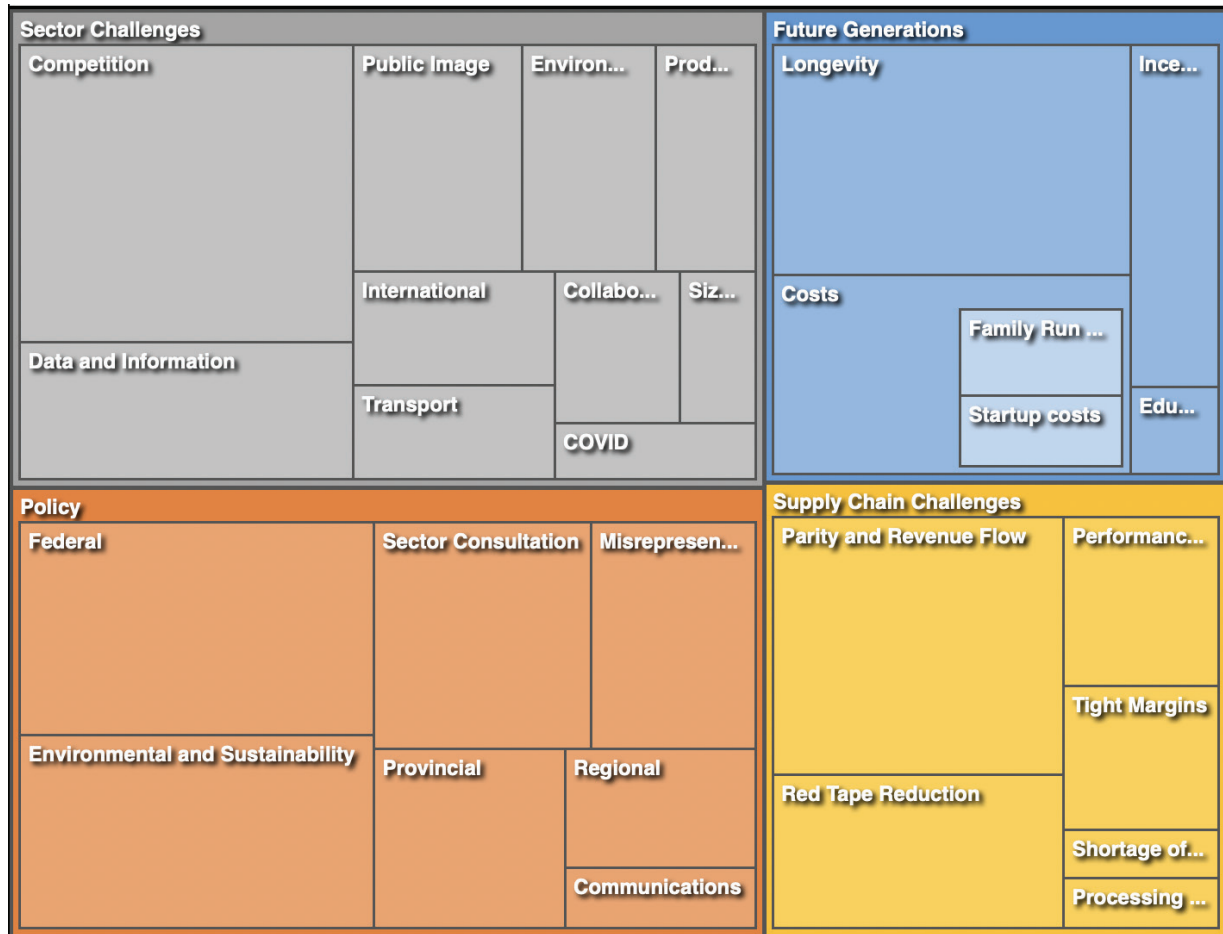 Sector Challenges
Competition
Public Image
Environ...
Prod...
International
Collabo...
Siz...
Data and Information
Transport
COVID
Future Generations
Longevity
Ince...
Costs
Family Run ...
Startup costs
Edu...
Policy
Federal
Sector Consultation
Misrepresen...
Environmental and Sustainability
Provincial
Regional
Communications
Supply Chain Challenges
Parity and Revenue Flow
Performanc...
Tight Margins
Red Tape Reduction
Shortage of...
Processing ...